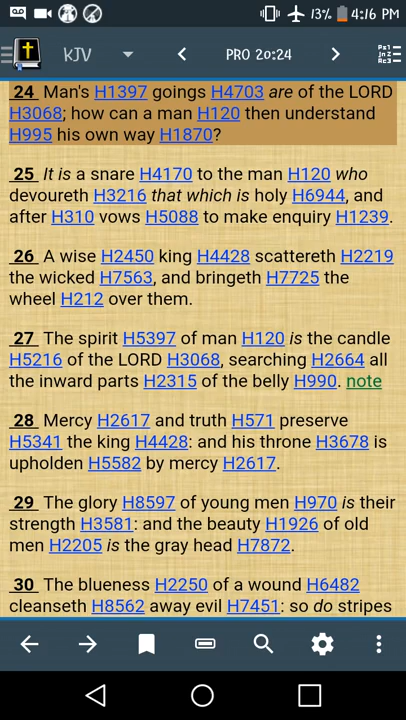 13% 4:16 PM
KJV PRO 20:24
24 Man's H1397 goings H4703 are of the LORD
H3068; how can a man H120 then understand
H995 his own way H1870?
25 It is a snare H4170 to the man H120 who
devoureth H3216 that which is holy H6944, and
after H310 vows H5088 to make enquiry H1239.
26 A wise H2450 king H4428 scattereth H2219
the wicked H7563, and bringeth H7725 the
wheel H212 over them.
27 The spirit H5397 of man H120 is the candle
H5216 of the LORD H3068, searching H2664 all
the inward parts H2315 of the belly H990. note
28 Mercy H2617 and truth H571 preserve
H5341 the king H4428: and his throne H3678 is
upholden H5582 by mercy H2617.
29 The glory H8597 of young men H970 is their
strength H3581: and the beauty H1926 of old
men H2205 is the gray head H7872.
30 The blueness H2250 of a wound H6482
cleanseth H8562 away evil H7451: so do stripes